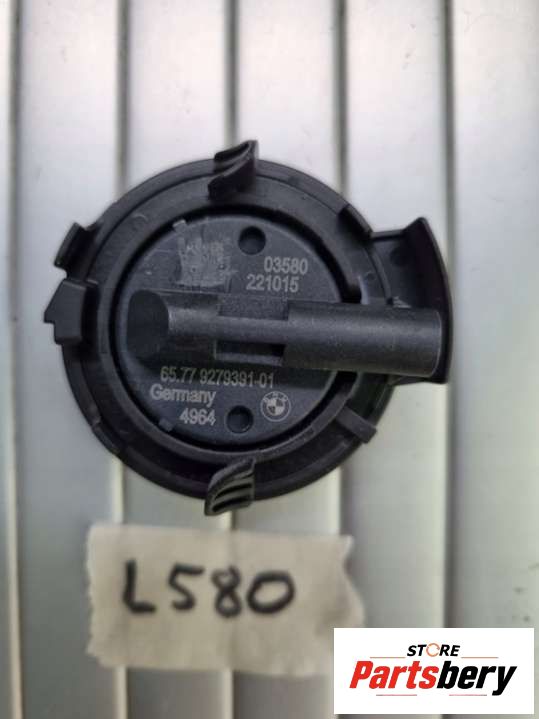 03580
221015
65.77 9279391-01
Germany
4964
L580
STORE
Partsbery